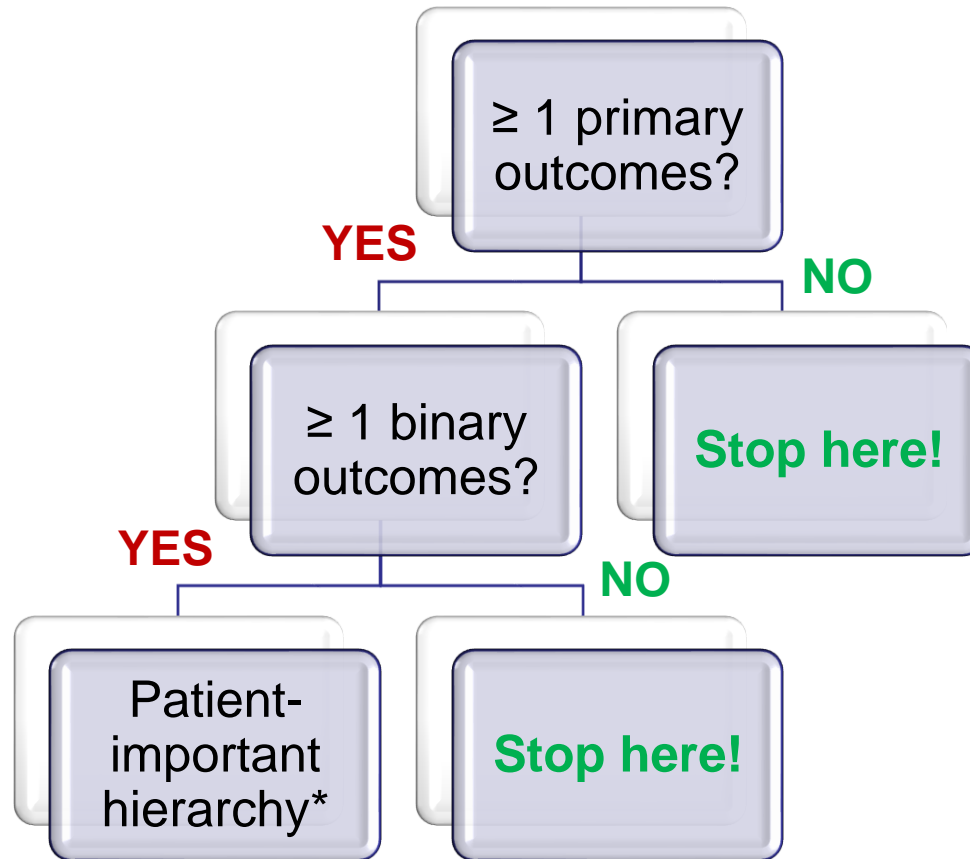 ≥ 1 primary
outcomes?
YES
NO
≥ 1 binary
outcomes?
Stop here!
YES
NO
Patient-
important
hierarchy*
Stop here!